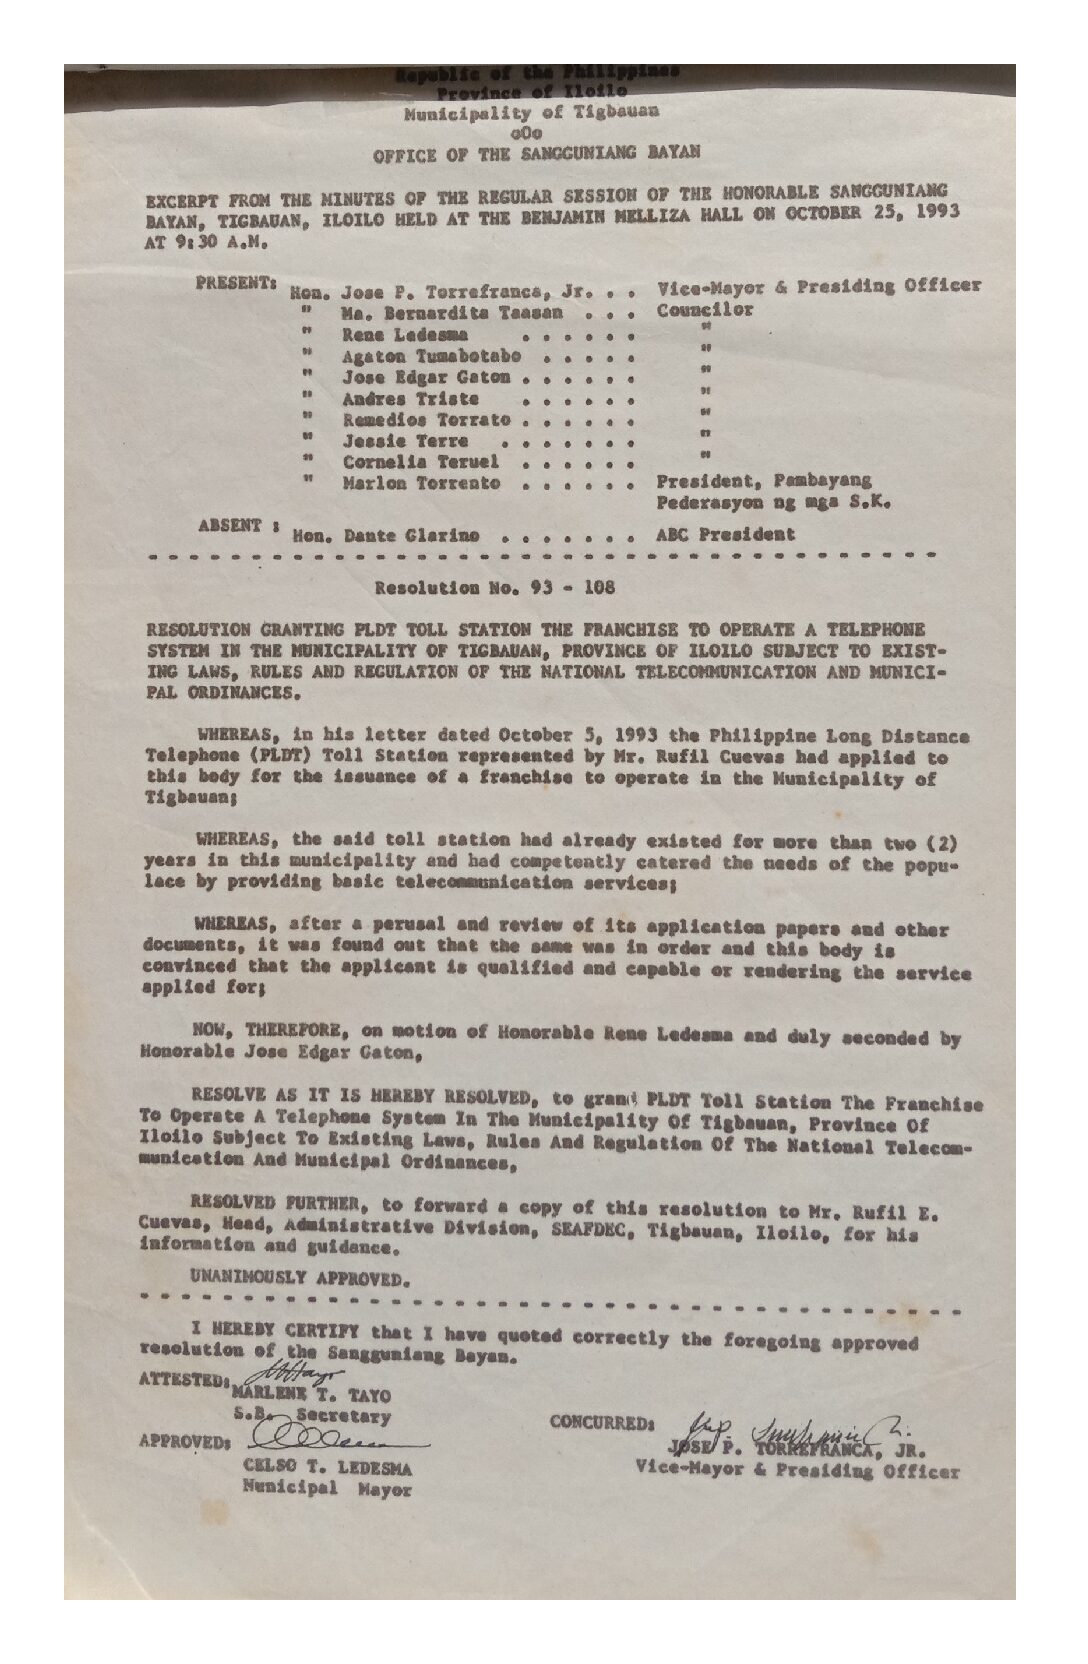 Republic of the Philippines
Province of Iloilo
Municipality of Tigbauan
oOo
OFFICE OF THE SANGGUNIANG BAYAN
EXCERPT FROM THE MINUTES OF THE REGULAR SESSION OF THE HONORABLE SANGGUNIANG
BAYAN, TIGBAUAN, ILOILO HELD AT THE BENJAMIN MELLIZA HALL ON OCTOBER 25, 1993
AT 9:30 A.M.
PRESENT: Hon. Jose P. Torrefranca, Jr. . . Vice-Mayor & Presiding Officer
" Ma. Bernardita Taasan . . . Councilor
" Rene Ledesma . . . . . . "
" Agaton Tumabotabo . . . . . "
" Jose Edgar Gaton . . . . . . "
" Andres Triste . . . . . . "
" Remedios Torrato . . . . . . "
" Jessie Terre . . . . . . . "
" Cornelia Teruel . . . . . . "
" Marlon Torrento . . . . . . President, Pambayang
Pederasyon ng mga S.K.
ABSENT : Hon. Dante Glarino . . . . . . . ABC President
- - - - - - - - - - - - - - - - - - - - - - - - - - - - - - - - - - - - - -
Resolution No. 93 - 108
RESOLUTION GRANTING PLDT TOLL STATION THE FRANCHISE TO OPERATE A TELEPHONE
SYSTEM IN THE MUNICIPALITY OF TIGBAUAN, PROVINCE OF ILOILO SUBJECT TO EXIST-
ING LAWS, RULES AND REGULATION OF THE NATIONAL TELECOMMUNICATION AND MUNICI-
PAL ORDINANCES.
WHEREAS, in his letter dated October 5, 1993 the Philippine Long Distance
Telephone (PLDT) Toll Station represented by Mr. Rufil Cuevas had applied to
this body for the issuance of a franchise to operate in the Municipality of
Tigbauan;
WHEREAS, the said toll station had already existed for more than two (2)
years in this municipality and had competently catered the needs of the popu-
lace by providing basic telecommunication services;
WHEREAS, after a perusal and review of its application papers and other
documents, it was found out that the same was in order and this body is
convinced that the applicant is qualified and capable or rendering the service
applied for;
NOW, THEREFORE, on motion of Honorable Rene Ledesma and duly seconded by
Honorable Jose Edgar Gaton,
RESOLVE AS IT IS HEREBY RESOLVED, to grant PLDT Toll Station The Franchise
To Operate A Telephone System In The Municipality Of Tigbauan, Province Of
Iloilo Subject To Existing Laws, Rules And Regulation Of The National Telecom-
munication And Municipal Ordinances,
RESOLVED FURTHER, to forward a copy of this resolution to Mr. Rufil E.
Cuevas, Head, Administrative Division, SEAFDEC, Tigbauan, Iloilo, for his
information and guidance.
UNANIMOUSLY APPROVED.
- - - - - - - - - - - - - - - - - - - - - - - - - - - - - - - - - - - - - - -
I HEREBY CERTIFY that I have quoted correctly the foregoing approved
resolution of the Sangguniang Bayan.
ATTESTED:
MARLENE T. TAYO
S.B. Secretary
CONCURRED:
JOSE P. TORREFRANCA, JR.
Vice-Mayor & Presiding Officer
APPROVED:
CELSO T. LEDESMA
Municipal Mayor